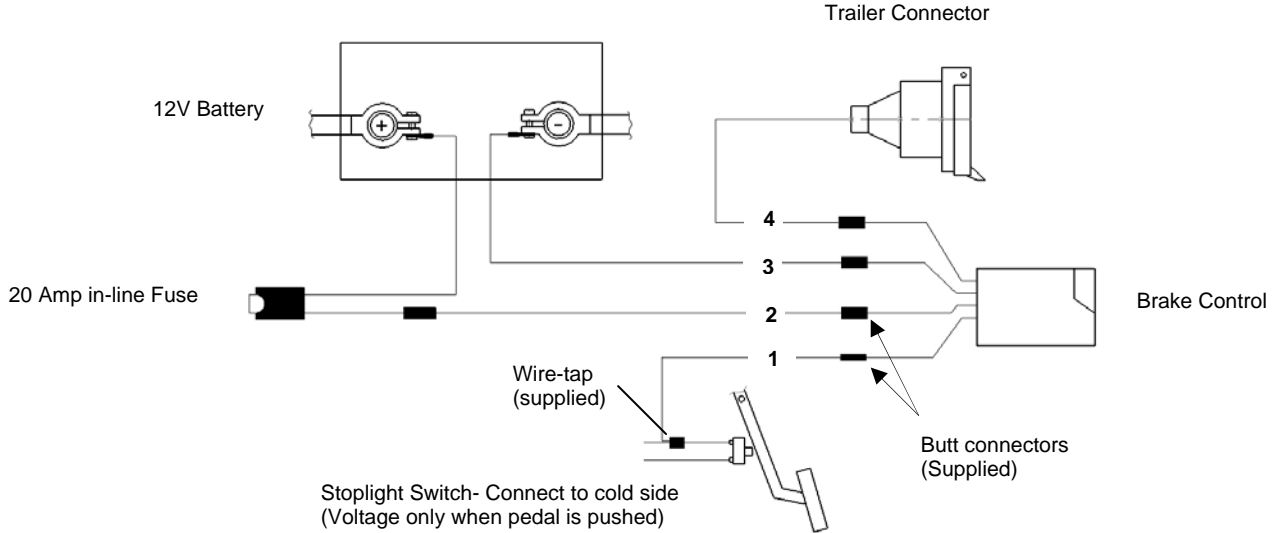 Trailer Connector
12V Battery
+
-
4
3
20 Amp in-line Fuse
Brake Control
2
1
Wire-tap
(supplied)
Butt connectors
(Supplied)
Stoplight Switch- Connect to cold side
(Voltage only when pedal is pushed)